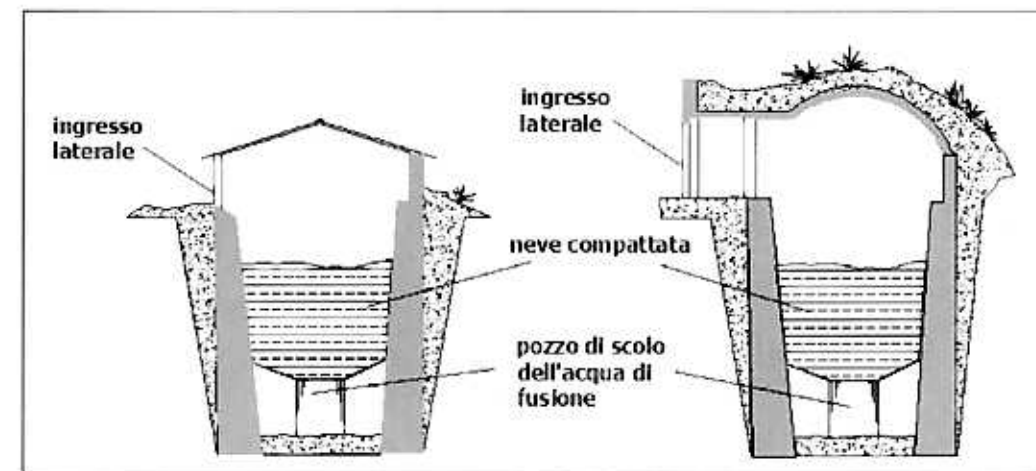 ingresso
laterale
ingresso
laterale
neve compattata
pozzo di scolo
dell'acqua di
fusione